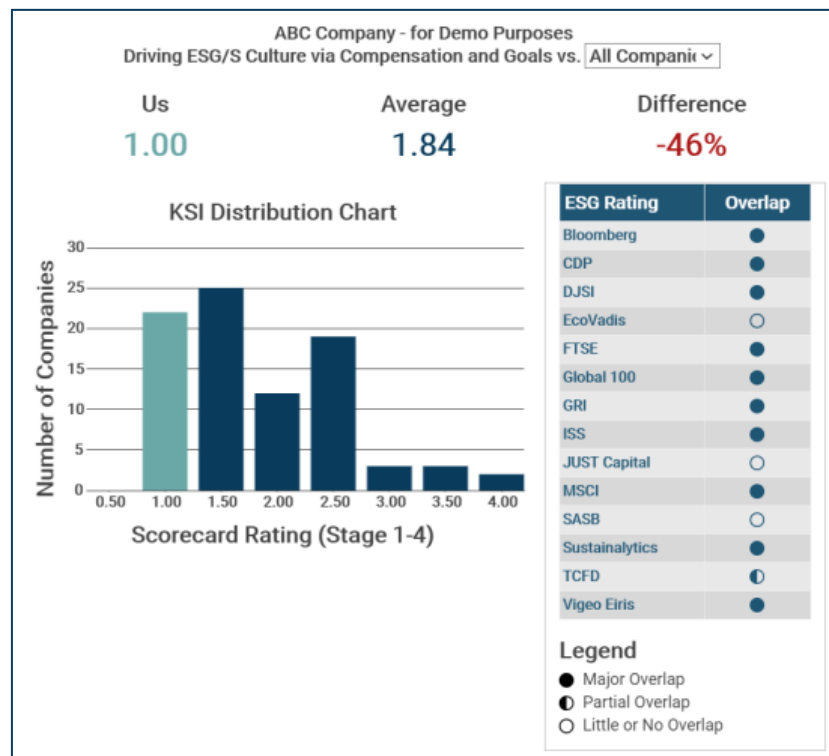 ABC Company - for Demo Purposes
Driving ESG/S Culture via Compensation and Goals vs. All Compani
Us Average Difference
1.00 1.84 -46%
KSI Distribution Chart
Number of Companies
30
25
20
15
10
5
0
0.50 1.00 1.50 2.00 2.50 3.00 3.50 4.00
Scorecard Rating (Stage 1-4)
ESG Rating Overlap
Bloomberg
CDP
DJSI
EcoVadis
FTSE
Global 100
GRI
ISS
JUST Capital
MSCI
SASB
Sustainalytics
TCFD
Vigeo Eiris
Legend
Major Overlap
Partial Overlap
Little or No Overlap